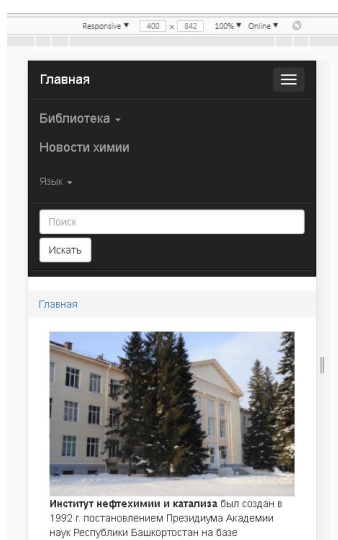 Responsive ▼ 400 × 842 100% ▼ Online ▼
Главная
Библиотека
Новости химии
Язык
Поиск
Искать
Главная
Институт нефтехимии и катализа был создан в
1992 г. постановлением Президиума Академии
наук Республики Башкортостан на базе